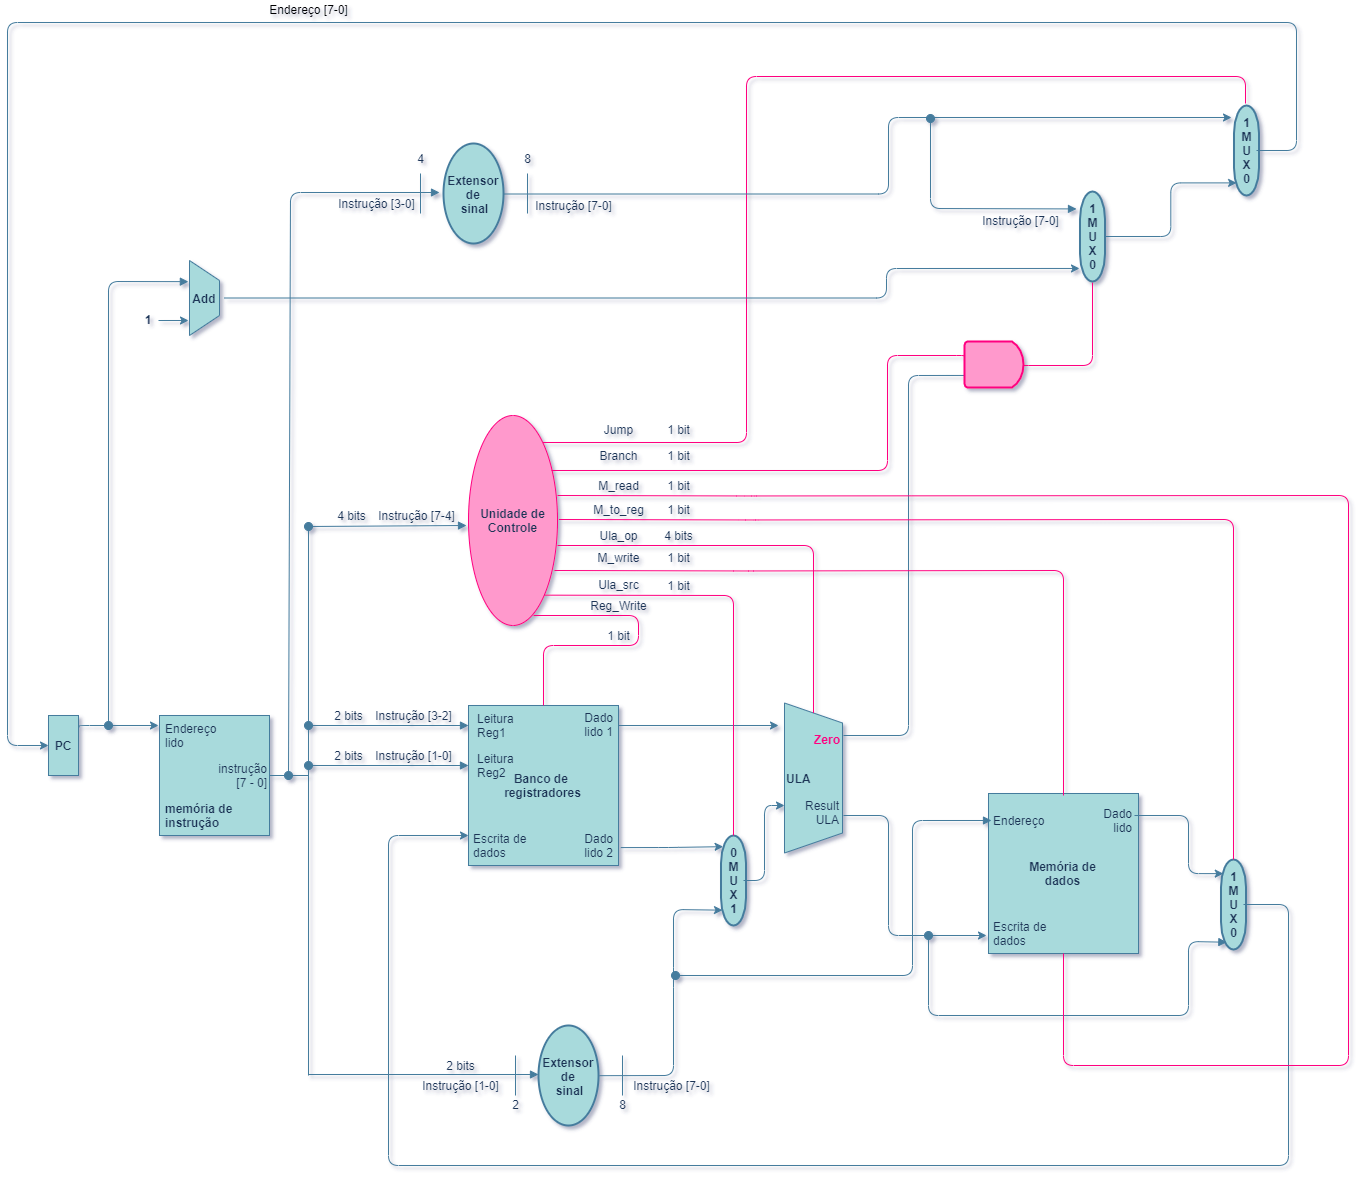 Endereço [7-0]
1
M
U
X
0
4
8
Extensor
de
sinal
Instrução [3-0]
Instrução [7-0]
Instrução [7-0]
1
M
U
X
0
Add
1
Jump 1 bit
Branch 1 bit
M_read 1 bit
M_to_reg 1 bit
Ula_op 4 bits
M_write 1 bit
Ula_src 1 bit
Reg_Write
1 bit
4 bits Instrução [7-4]
Unidade de
Controle
2 bits Instrução [3-2]
2 bits Instrução [1-0]
PC
Endereço
lido
instrução
[7 - 0]
memória de
instrução
Leitura
Reg1
Dado
lido 1
Leitura
Reg2
Banco de
registradores
Escrita de
dados
Dado
lido 2
0
M
U
X
1
Zero
ULA
Result
ULA
Endereço
Dado
lido
Memória de
dados
Escrita de
dados
1
M
U
X
0
2 bits
Instrução [1-0]
2
Extensor
de
sinal
8
Instrução [7-0]